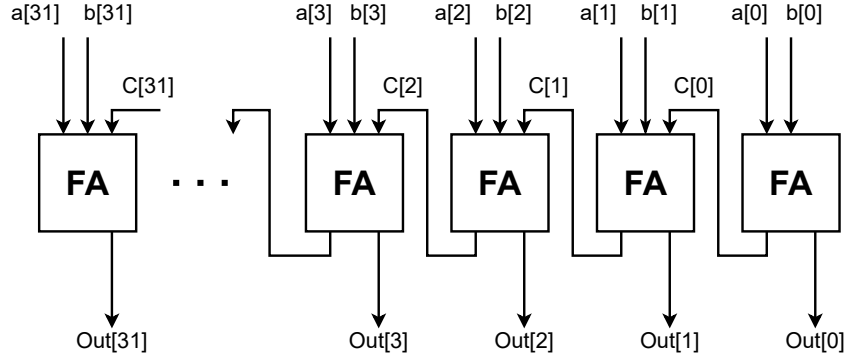 a[31] b[31] a[3] b[3] a[2] b[2] a[1] b[1] a[0] b[0]
C[31] C[2] C[1] C[0]
FA . . . FA FA FA FA
Out[31] Out[3] Out[2] Out[1] Out[0]